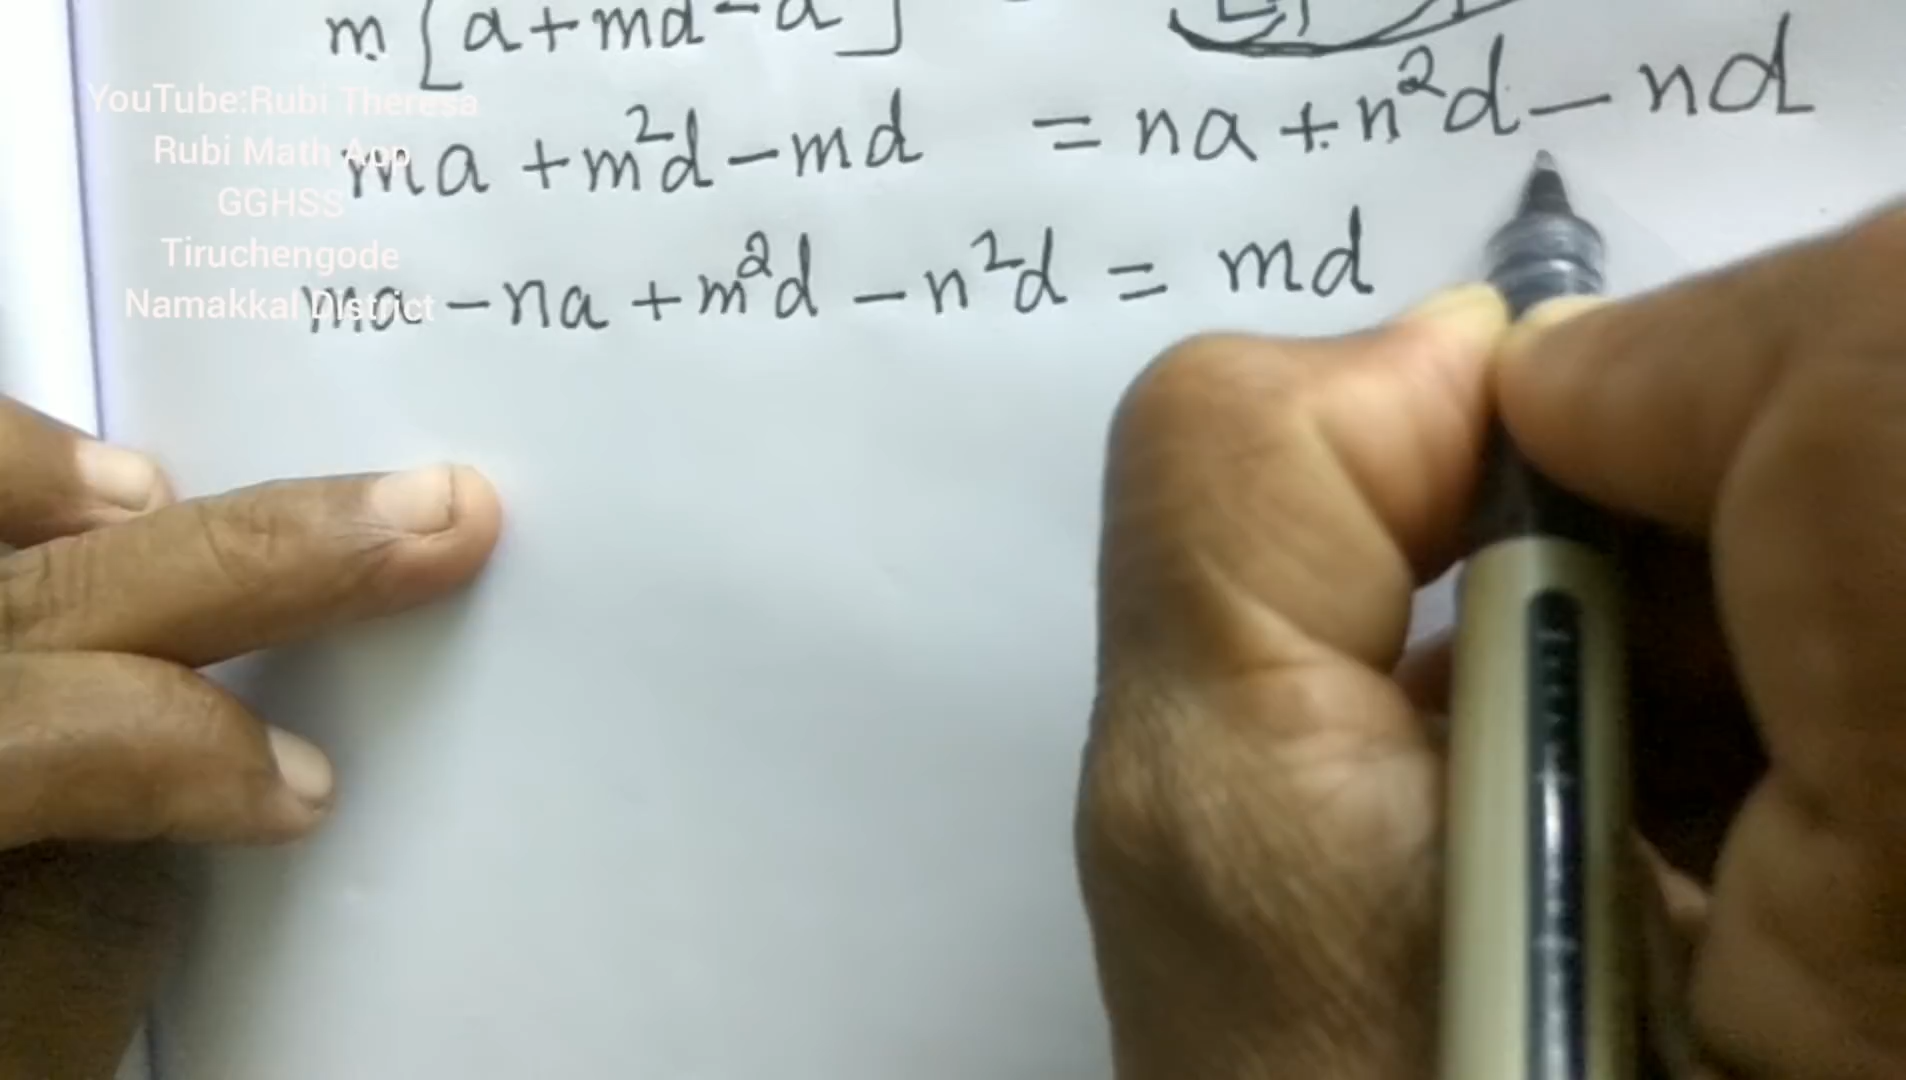 m [a+md-d]
ma + m²d - md = na + n²d - nd
ma - na + m²d - n²d = md
YouTube:Rubi Theresa
Rubi Math App
GGHSS
Tiruchengode
Namakkal District